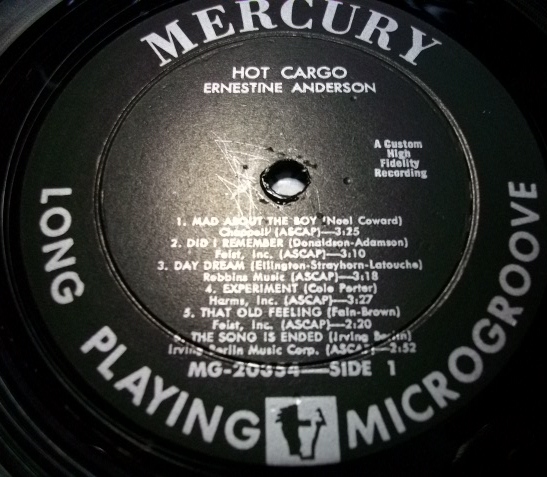 MERCURY
HOT CARGO
ERNESTINE ANDERSON
A Custom
High
Fidelity
Recording
1. MAD ABOUT THE BOY (Noel Coward)
Chappell (ASCAP)—3:25
2. DID I REMEMBER (Donaldson-Adamson)
Feist, Inc. (ASCAP)—3:10
3. DAY DREAM (Ellington-Strayhorn-Latouche)
Robbins Music (ASCAP)—3:18
4. EXPERIMENT (Cole Porter)
Harms, Inc. (ASCAP)—3:27
5. THAT OLD FEELING (Fain-Brown)
Feist, Inc. (ASCAP)—2:20
6. THE SONG IS ENDED (Irving Berlin)
Irving Berlin Music Corp. (ASCAP)—2:52
MG-20354—SIDE 1
LONG PLAYING MICROGROOVE